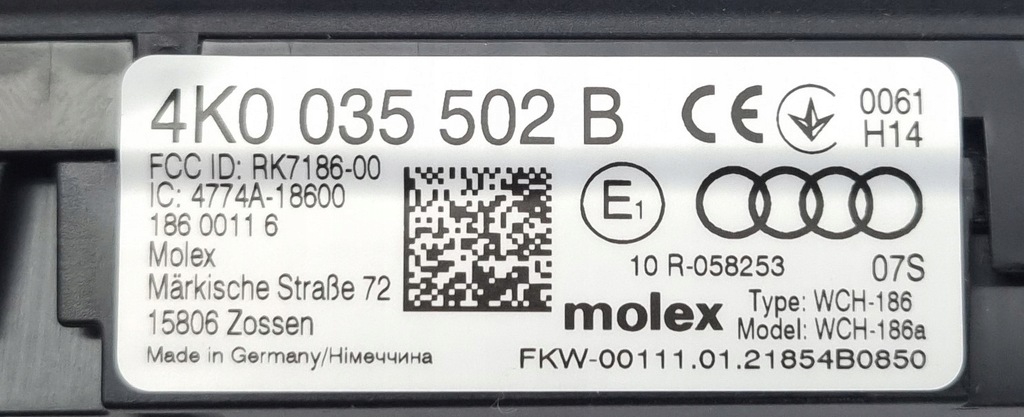 4K0 035 502 B
CE
0061
H14
FCC ID: RK7186-00
IC: 4774A-18600
186 0011 6
Molex
Märkische Straße 72
15806 Zossen
Made in Germany/Німеччина
E1
10 R-058253
07S
molex
Type: WCH-186
Model: WCH-186a
FKW-00111.01.21854B0850